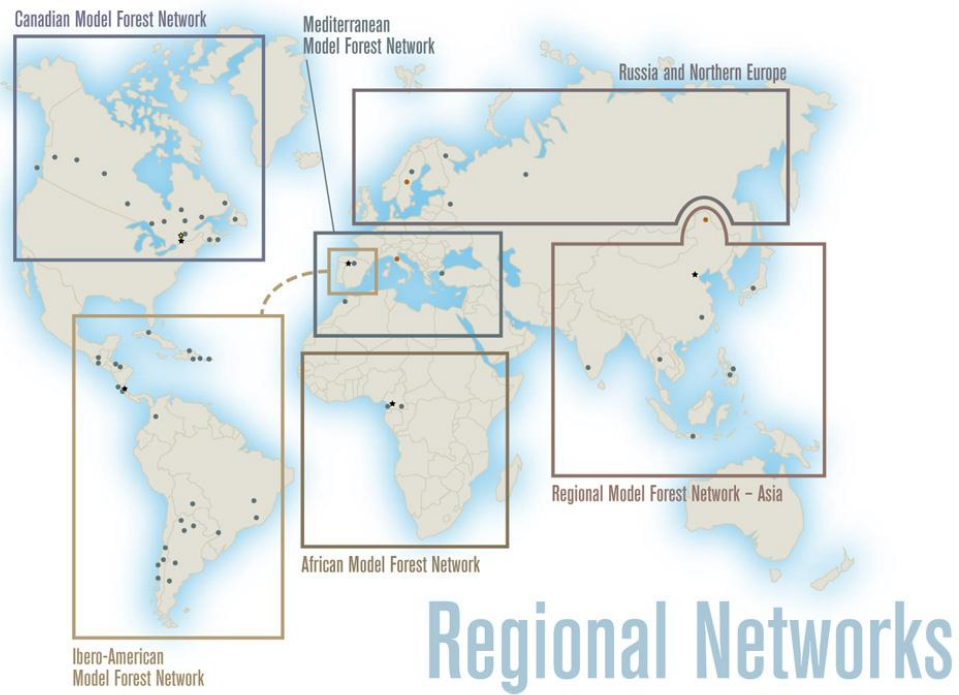 Canadian Model Forest Network
Mediterranean
Model Forest Network
Russia and Northern Europe
Regional Model Forest Network – Asia
African Model Forest Network
Ibero-American
Model Forest Network
Regional Networks